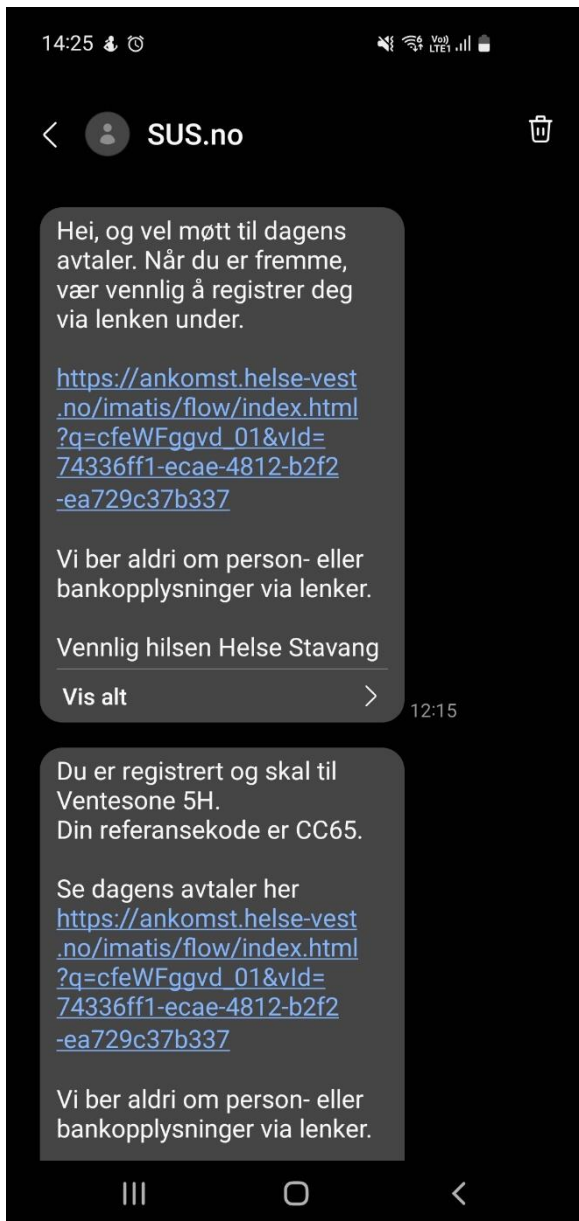 14:25
Vo))
LTE1
SUS.no
Hei, og vel møtt til dagens
avtaler. Når du er fremme,
vær vennlig å registrer deg
via lenken under.
https://ankomst.helse-vest
.no/imatis/flow/index.html
?q=cfeWFggvd_01&vId=
74336ff1-ecae-4812-b2f2
-ea729c37b337
Vi ber aldri om person- eller
bankopplysninger via lenker.
Vennlig hilsen Helse Stavang
Vis alt
12:15
Du er registrert og skal til
Ventesone 5H.
Din referansekode er CC65.
Se dagens avtaler her
https://ankomst.helse-vest
.no/imatis/flow/index.html
?q=cfeWFggvd_01&vId=
74336ff1-ecae-4812-b2f2
-ea729c37b337
Vi ber aldri om person- eller
bankopplysninger via lenker.